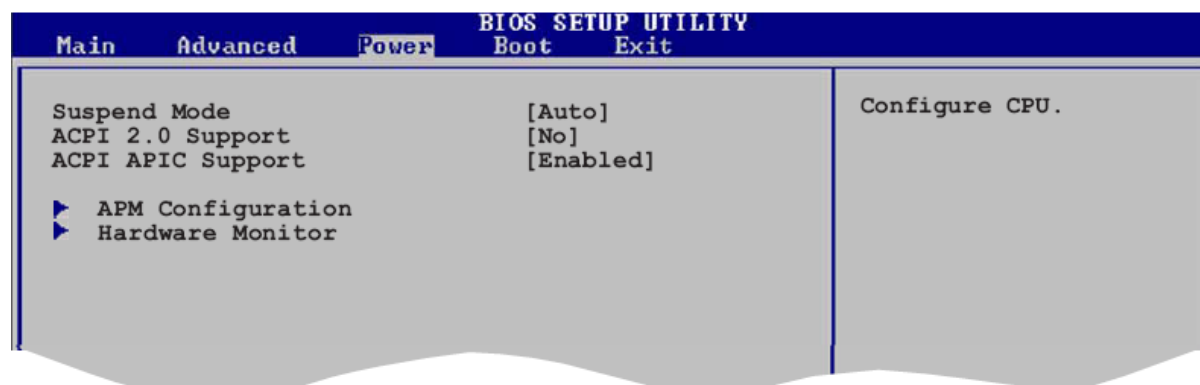 BIOS SETUP UTILITY
Main Advanced Power Boot Exit
Suspend Mode [Auto]
ACPI 2.0 Support [No]
ACPI APIC Support [Enabled]
APM Configuration
Hardware Monitor
Configure CPU.